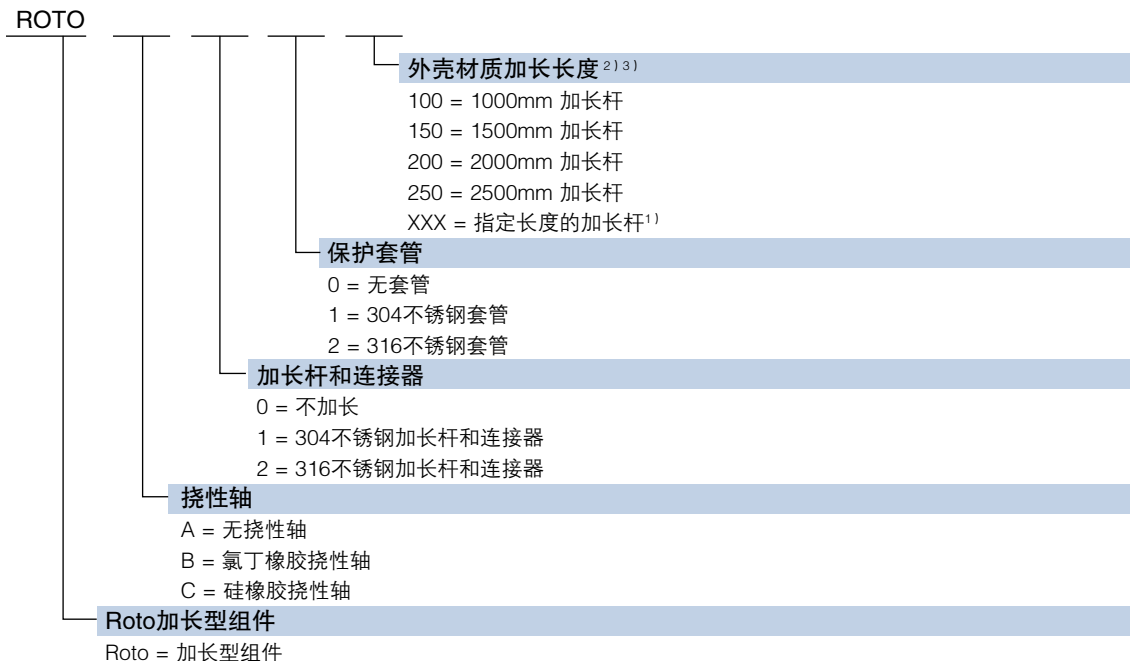 ROTO
外壳材质加长长度 2) 3)
100 = 1000mm 加长杆
150 = 1500mm 加长杆
200 = 2000mm 加长杆
250 = 2500mm 加长杆
XXX = 指定长度的加长杆1)
保护套管
0 = 无套管
1 = 304不锈钢套管
2 = 316不锈钢套管
加长杆和连接器
0 = 不加长
1 = 304不锈钢加长杆和连接器
2 = 316不锈钢加长杆和连接器
挠性轴
A = 无挠性轴
B = 氯丁橡胶挠性轴
C = 硅橡胶挠性轴
Roto加长型组件
Roto = 加长型组件